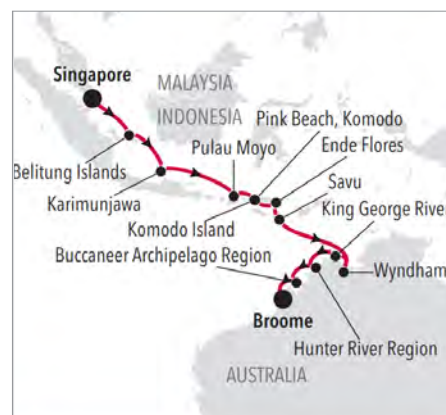 Singapore
MALAYSIA
INDONESIA
Pink Beach, Komodo
Ende Flores
Pulau Moyo
Savu
Belitung Islands
King George River
Karimunjawa
Komodo Island
Buccaneer Archipelago Region
Wyndham
Broome
Hunter River Region
AUSTRALIA